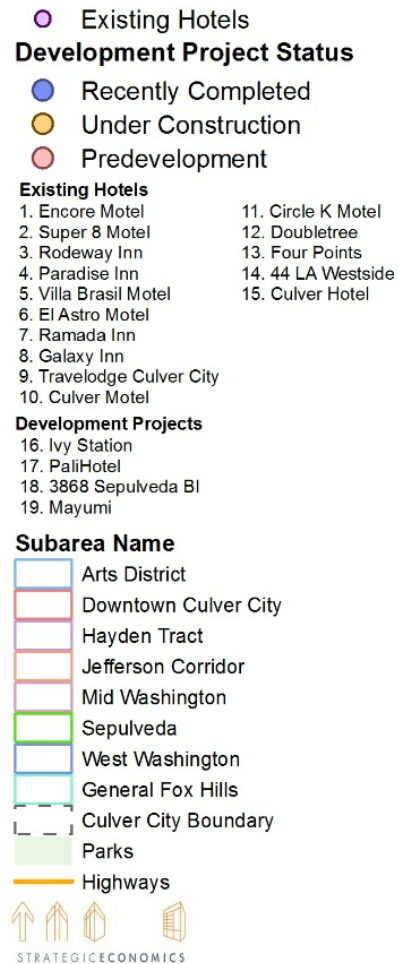 Existing Hotels
Development Project Status
Recently Completed
Under Construction
Predevelopment
Existing Hotels
1. Encore Motel
2. Super 8 Motel
3. Rodeway Inn
4. Paradise Inn
5. Villa Brasil Motel
6. El Astro Motel
7. Ramada Inn
8. Galaxy Inn
9. Travelodge Culver City
10. Culver Motel
11. Circle K Motel
12. Doubletree
13. Four Points
14. 44 LA Westside
15. Culver Hotel
Development Projects
16. Ivy Station
17. PaliHotel
18. 3868 Sepulveda Bl
19. Mayumi
Subarea Name
Arts District
Downtown Culver City
Hayden Tract
Jefferson Corridor
Mid Washington
Sepulveda
West Washington
General Fox Hills
Culver City Boundary
Parks
Highways
STRATEGICECONOMICS